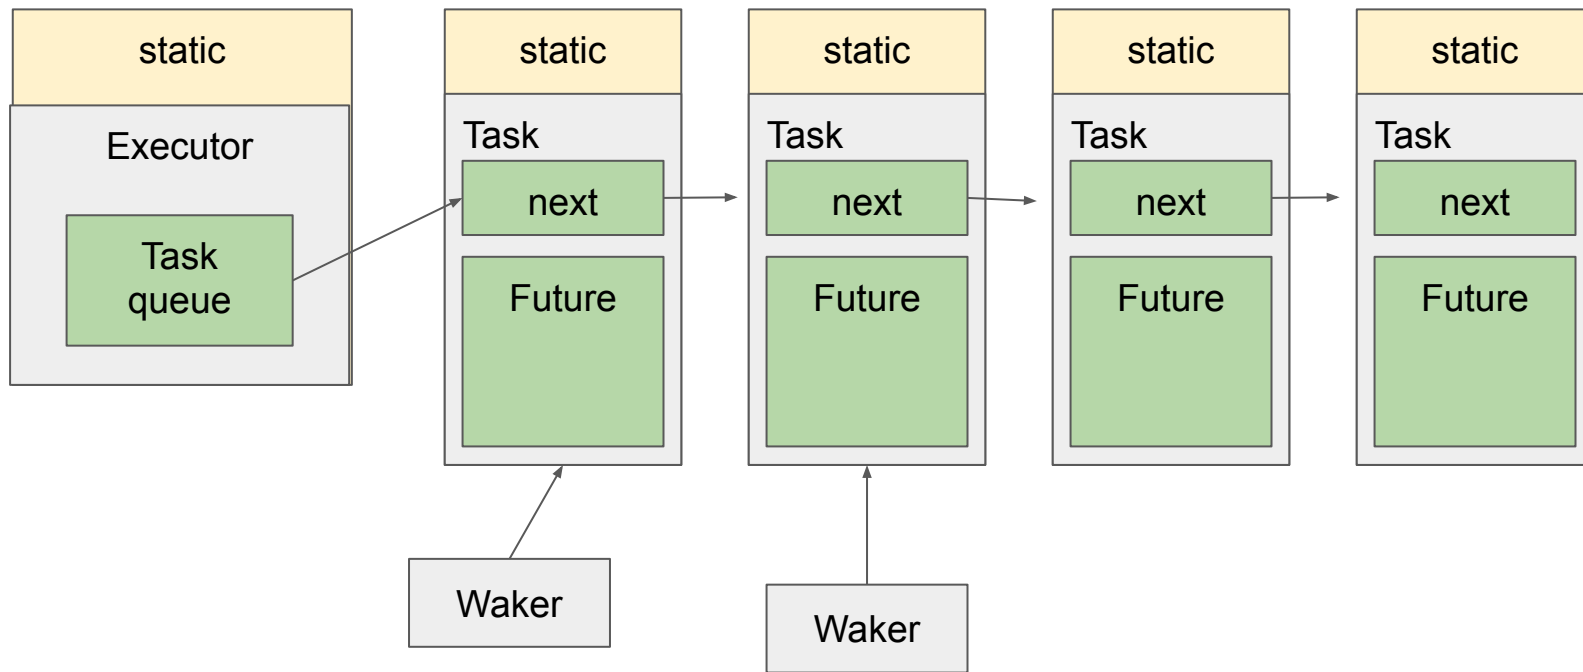 static
Executor
Task
queue
static
Task
next
Future
static
Task
next
Future
static
Task
next
Future
static
Task
next
Future
Waker
Waker